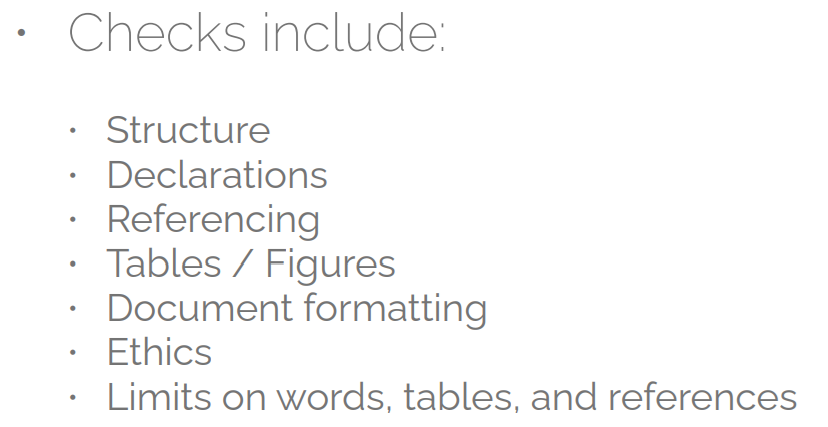 • Checks include:
• Structure
• Declarations
• Referencing
• Tables / Figures
• Document formatting
• Ethics
• Limits on words, tables, and references